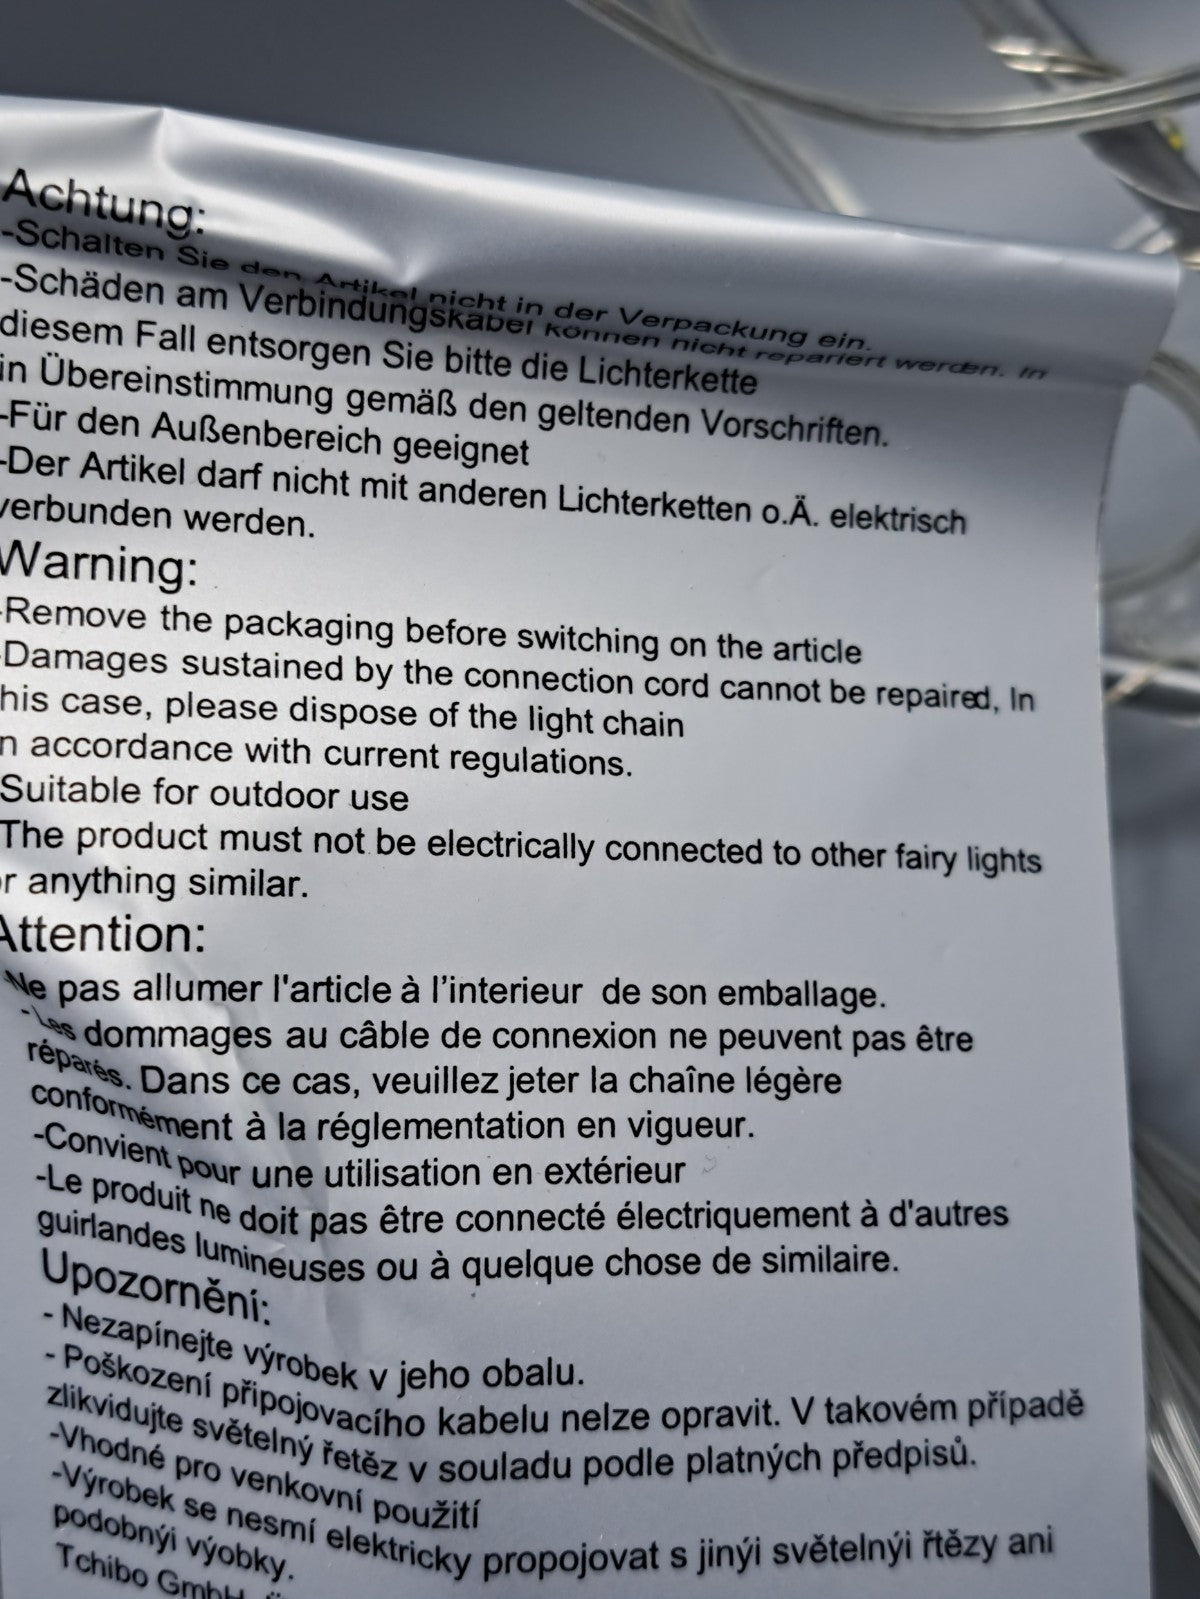 Achtung:
-Schalten Sie den Artikel nicht in der Verpackung ein.
-Schäden am Verbindungskabel können nicht repariert werden. In
diesem Fall entsorgen Sie bitte die Lichterkette
in Übereinstimmung gemäß den geltenden Vorschriften.
-Für den Außenbereich geeignet
-Der Artikel darf nicht mit anderen Lichterketten o.Ä. elektrisch
verbunden werden.
Warning:
-Remove the packaging before switching on the article
-Damages sustained by the connection cord cannot be repaired, In
his case, please dispose of the light chain
n accordance with current regulations.
Suitable for outdoor use
The product must not be electrically connected to other fairy lights
r anything similar.
Attention:
Ne pas allumer l'article à l'interieur de son emballage.
-Les dommages au câble de connexion ne peuvent pas être
réparés. Dans ce cas, veuillez jeter la chaîne légère
conformément à la réglementation en vigueur.
-Convient pour une utilisation en extérieur
-Le produit ne doit pas être connecté électriquement à d'autres
guirlandes lumineuses ou à quelque chose de similaire.
Upozornění:
- Nezapínejte výrobek v jeho obalu.
- Poškození připojovacího kabelu nelze opravit. V takovém případě
zlikvidujte světelný řetěz v souladu podle platných předpisů.
-Vhodné pro venkovní použití
-Výrobek se nesmí elektricky propojovat s jinýi světelnýi řtězy ani
podobnýi výobky.
Tchibo GmbH